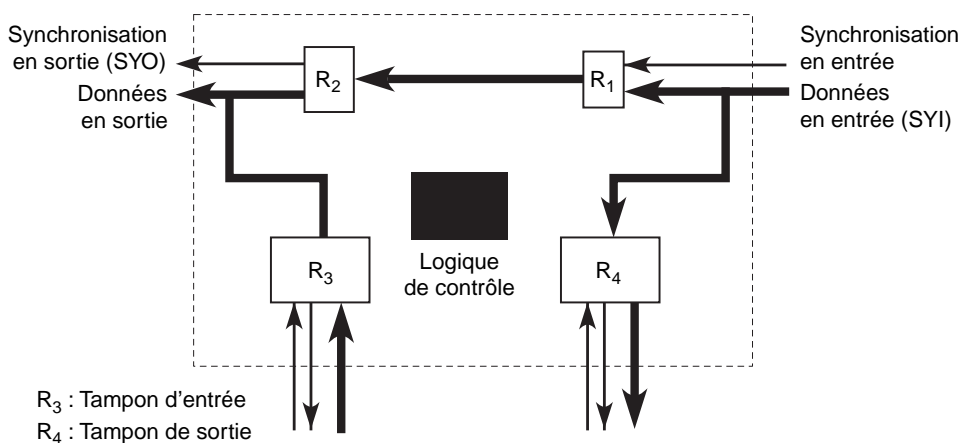 Synchronisation
en sortie (SYO)
Données
en sortie
R2
R1
Synchronisation
en entrée
Données
en entrée (SYI)
R3
Logique
de contrôle
R4
R3 : Tampon d'entrée
R4 : Tampon de sortie